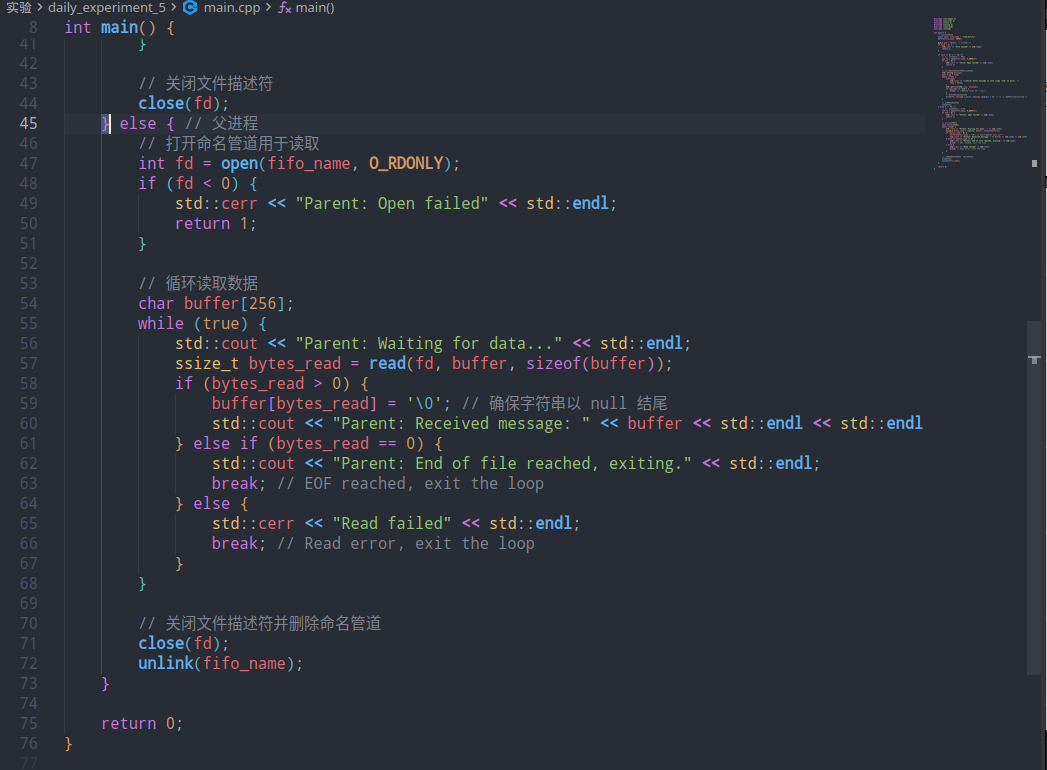 实验 > daily_experiment_5 > main.cpp > main()
8 int main() {
41 }
42
43 // 关闭文件描述符
44 close(fd);
45 } else { // 父进程
46 // 打开命名管道用于读取
47 int fd = open(fifo_name, O_RDONLY);
48 if (fd < 0) {
49 std::cerr << "Parent: Open failed" << std::endl;
50 return 1;
51 }
52
53 // 循环读取数据
54 char buffer[256];
55 while (true) {
56 std::cout << "Parent: Waiting for data..." << std::endl;
57 ssize_t bytes_read = read(fd, buffer, sizeof(buffer));
58 if (bytes_read > 0) {
59 buffer[bytes_read] = '\0'; // 确保字符串以 null 结尾
60 std::cout << "Parent: Received message: " << buffer << std::endl << std::endl
61 } else if (bytes_read == 0) {
62 std::cout << "Parent: End of file reached, exiting." << std::endl;
63 break; // EOF reached, exit the loop
64 } else {
65 std::cerr << "Read failed" << std::endl;
66 break; // Read error, exit the loop
67 }
68 }
69
70 // 关闭文件描述符并删除命名管道
71 close(fd);
72 unlink(fifo_name);
73 }
74
75 return 0;
76 }
77